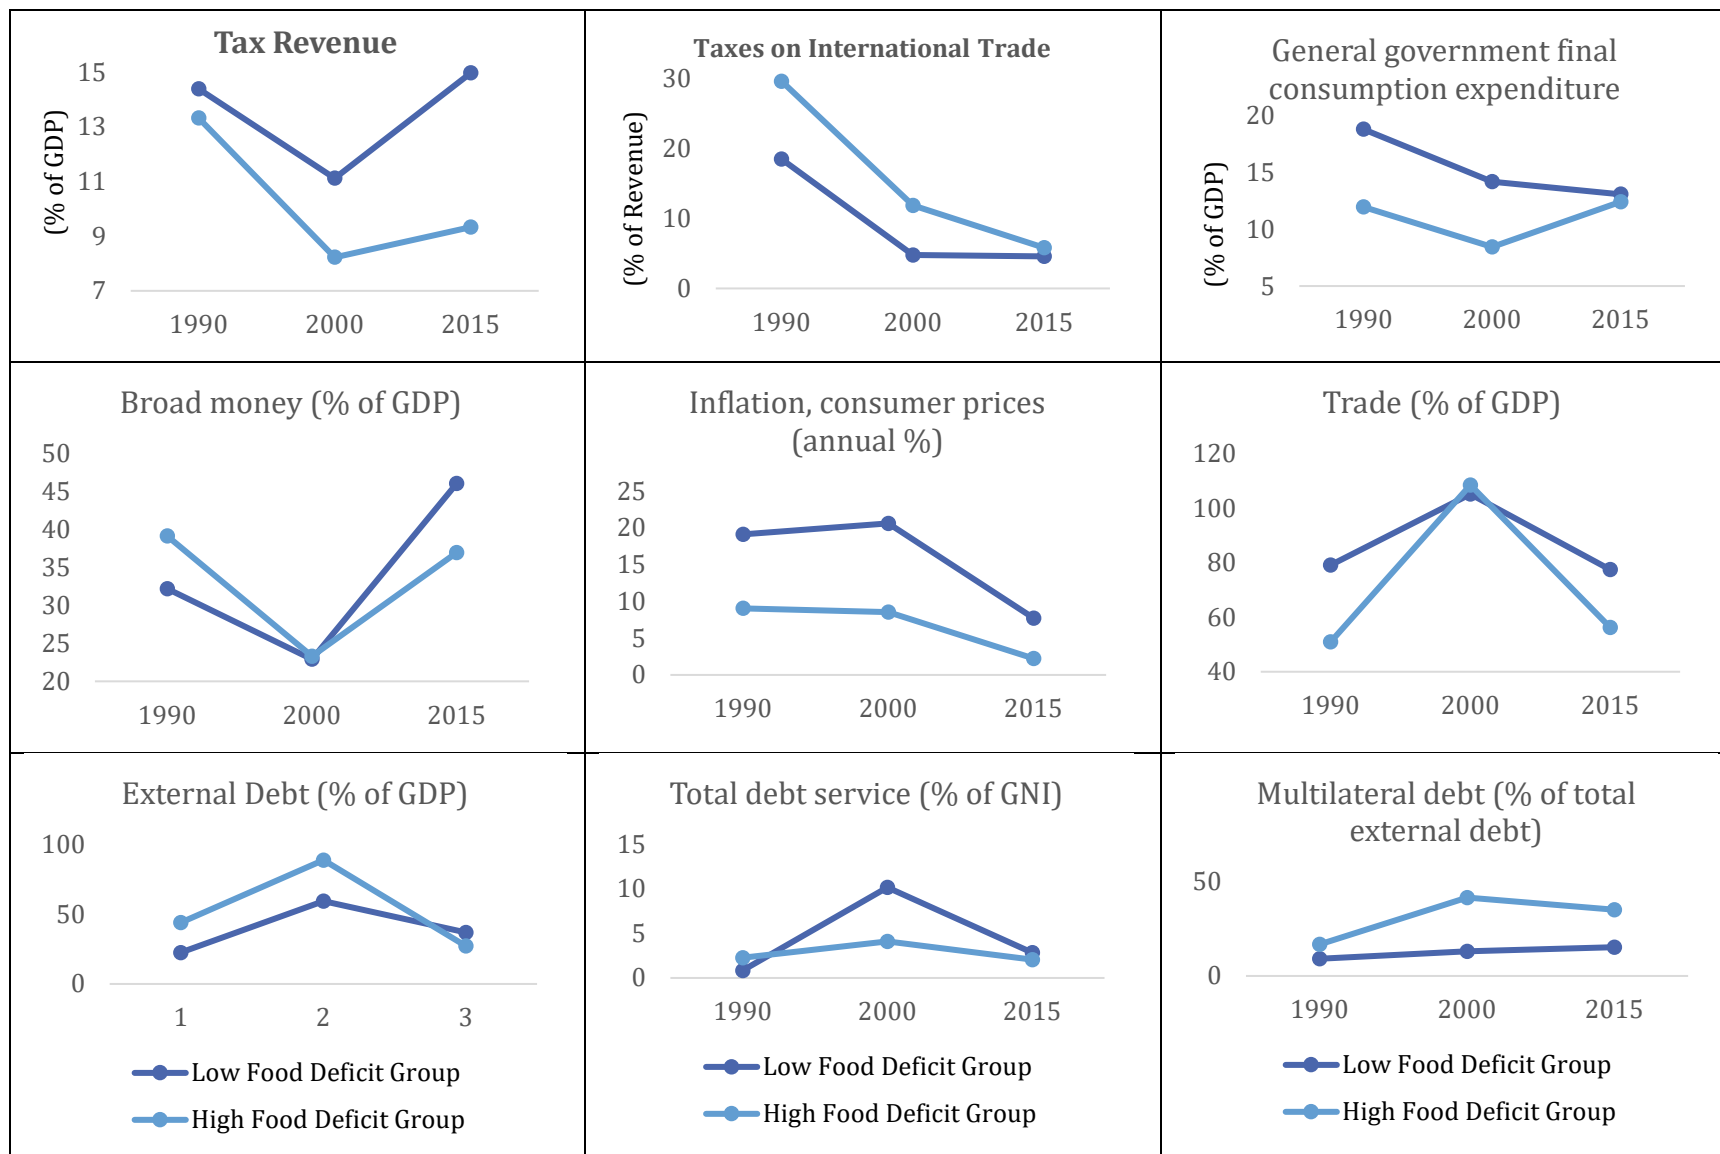 Tax Revenue
(% of GDP)
15
13
11
9
7
1990 2000 2015
Taxes on International Trade
(% of Revenue)
30
20
10
0
1990 2000 2015
General government final
consumption expenditure
(% of GDP)
20
15
10
5
1990 2000 2015
Broad money (% of GDP)
50
45
40
35
30
25
20
1990 2000 2015
Inflation, consumer prices
(annual %)
25
20
15
10
5
0
1990 2000 2015
Trade (% of GDP)
120
100
80
60
40
1990 2000 2015
External Debt (% of GDP)
100
50
0
1 2 3
Low Food Deficit Group
High Food Deficit Group
Total debt service (% of GNI)
15
10
5
0
1990 2000 2015
Low Food Deficit Group
High Food Deficit Group
Multilateral debt (% of total
external debt)
50
0
1990 2000 2015
Low Food Deficit Group
High Food Deficit Group